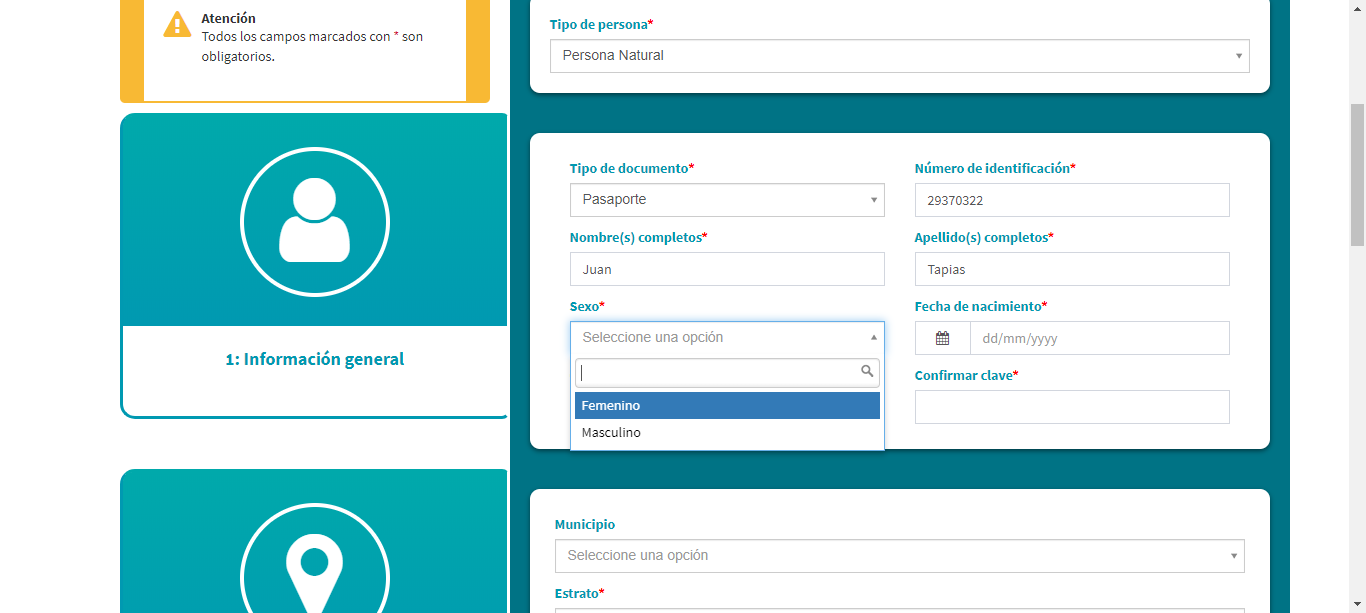 Atención
Todos los campos marcados con * son
obligatorios.
1: Información general
Tipo de persona*
Persona Natural
Tipo de documento*
Pasaporte
Número de identificación*
29370322
Nombre(s) completos*
Juan
Apellido(s) completos*
Tapias
Sexo*
Seleccione una opción
Femenino
Masculino
Fecha de nacimiento*
dd/mm/yyyy
Confirmar clave*
Municipio
Seleccione una opción
Estrato*